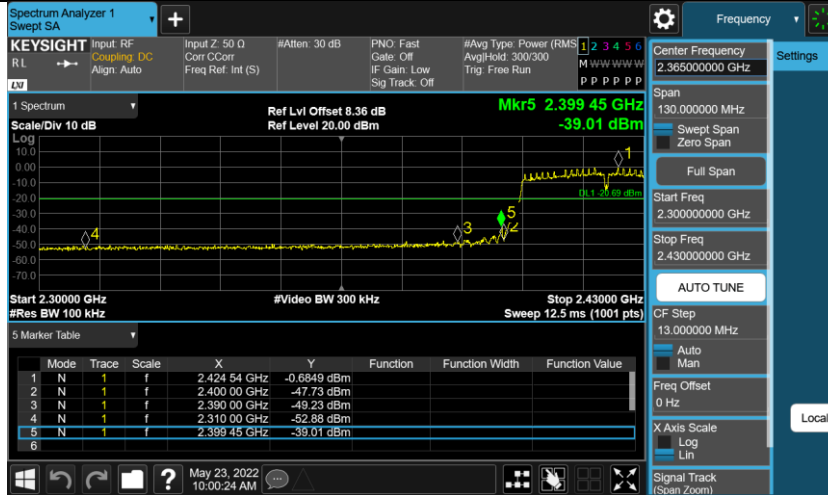 Spectrum Analyzer 1
Swept SA
+
Frequency
KEYSIGHT
RL
LXI
Input: RF
Coupling: DC
Align: Auto
Input Z: 50 Ω
Corr CCorr
Freq Ref: Int (S)
#Atten: 30 dB
PNO: Fast
Gate: Off
IF Gain: Low
Sig Track: Off
#Avg Type: Power (RMS
Avg|Hold: 300/300
Trig: Free Run
1 2 3 4 5 6
M W W W W W
P P P P P P
1 Spectrum
Scale/Div 10 dB
Ref Lvl Offset 8.36 dB
Ref Level 20.00 dBm
Mkr5 2.399 45 GHz
-39.01 dBm
Log
10.0
0.00
-10.0
-20.0
-30.0
-40.0
-50.0
-60.0
-70.0
1
DL1 -20.69 dBm
5
2
3
4
Start 2.30000 GHz
#Res BW 100 kHz
#Video BW 300 kHz
Stop 2.43000 GHz
Sweep 12.5 ms (1001 pts)
5 Marker Table
Mode Trace Scale X Y Function Function Width Function Value
1 N 1 f 2.424 54 GHz -0.6849 dBm
2 N 1 f 2.400 00 GHz -47.73 dBm
3 N 1 f 2.390 00 GHz -49.23 dBm
4 N 1 f 2.310 00 GHz -52.88 dBm
5 N 1 f 2.399 45 GHz -39.01 dBm
6
?
May 23, 2022
10:00:24 AM
Center Frequency
2.365000000 GHz
Span
130.000000 MHz
Swept Span
Zero Span
Full Span
Start Freq
2.300000000 GHz
Stop Freq
2.430000000 GHz
AUTO TUNE
CF Step
13.000000 MHz
Auto
Man
Freq Offset
0 Hz
X Axis Scale
Log
Lin
Signal Track
(Span Zoom)
Settings
Local